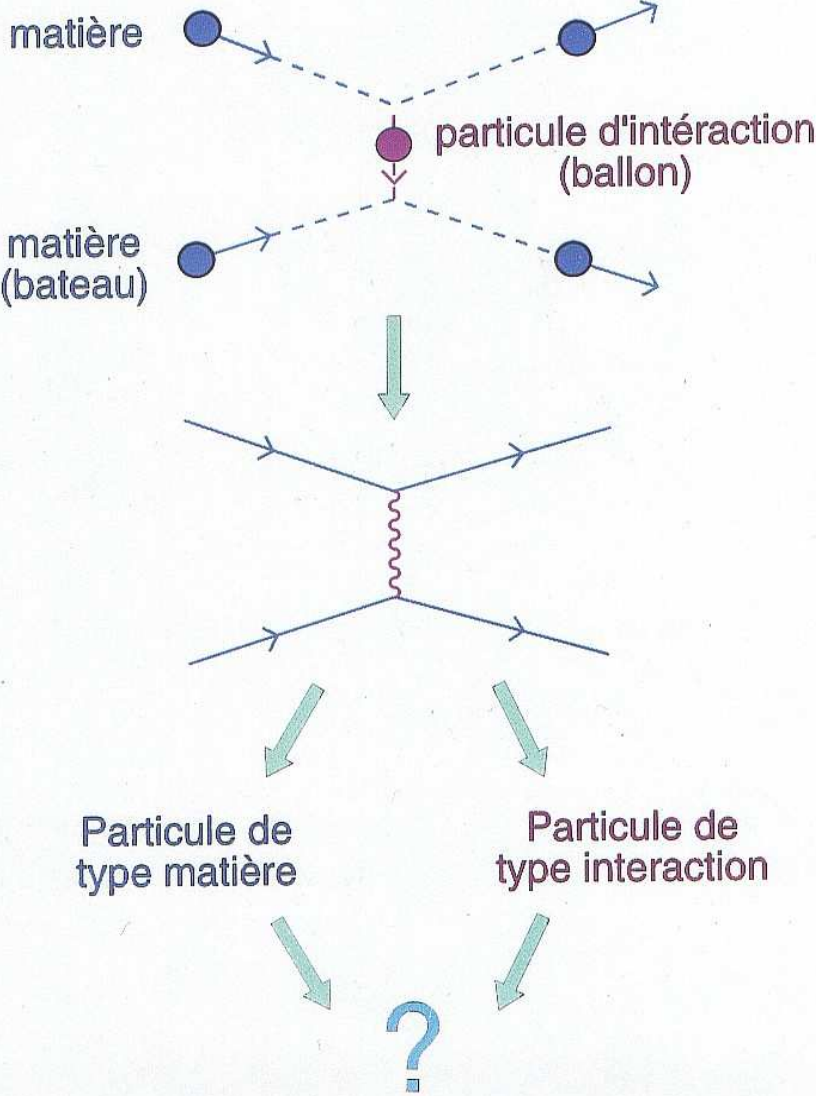 matière
particule d'intéraction
(ballon)
matière
(bateau)
Particule de
type matière
Particule de
type interaction
?